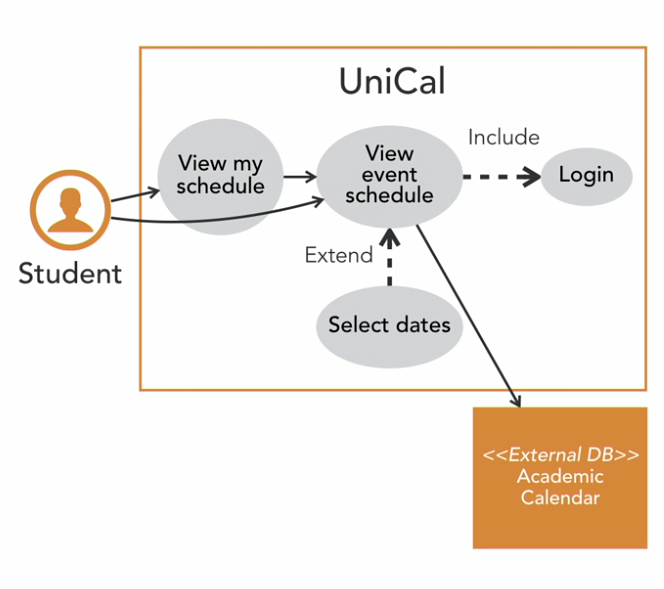 UniCal
Include
View my
schedule
View
event
schedule
Login
Student
Extend
Select dates
<<External DB>>
Academic
Calendar